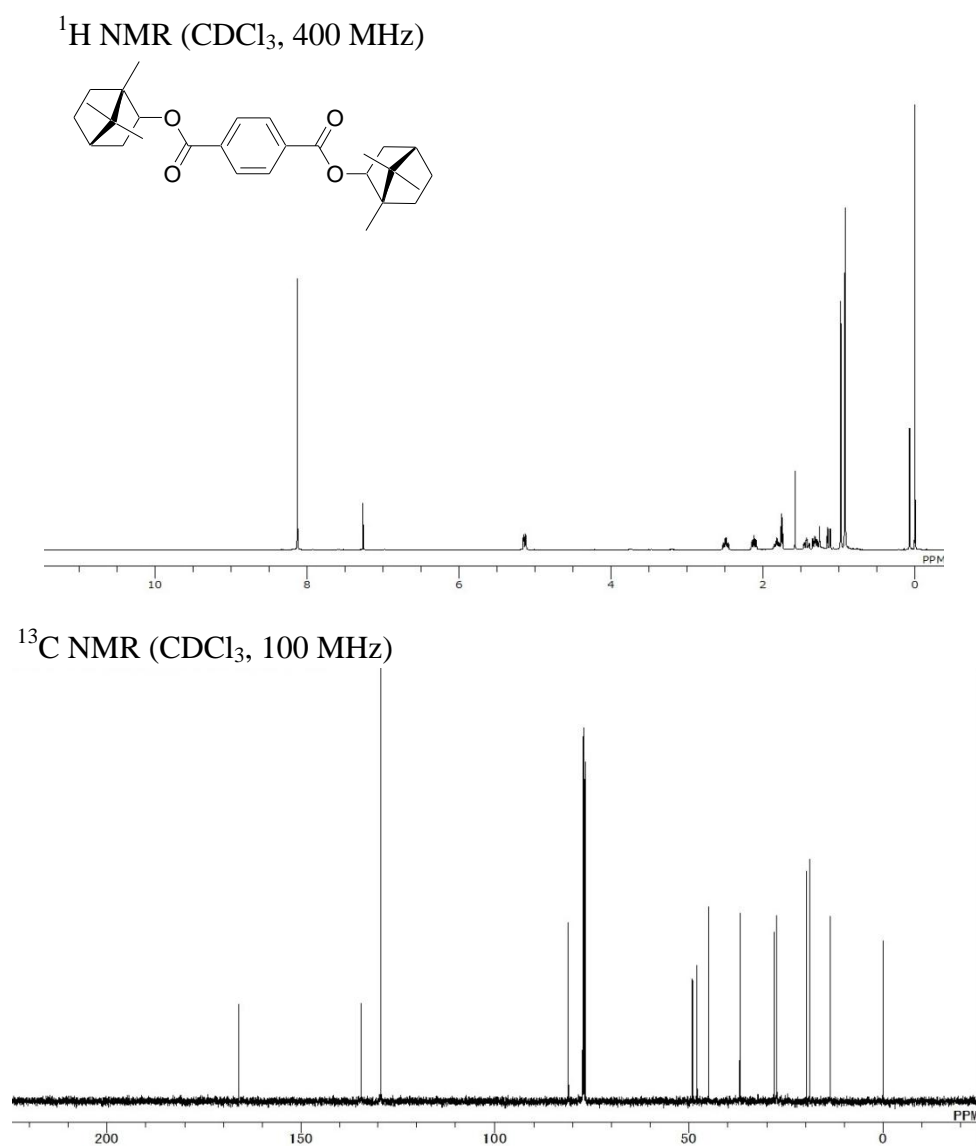 ¹H NMR (CDCl₃, 400 MHz)
O
O
O
O
PPM
10 8 6 4 2 0
¹³C NMR (CDCl₃, 100 MHz)
PPM
200 150 100 50 0